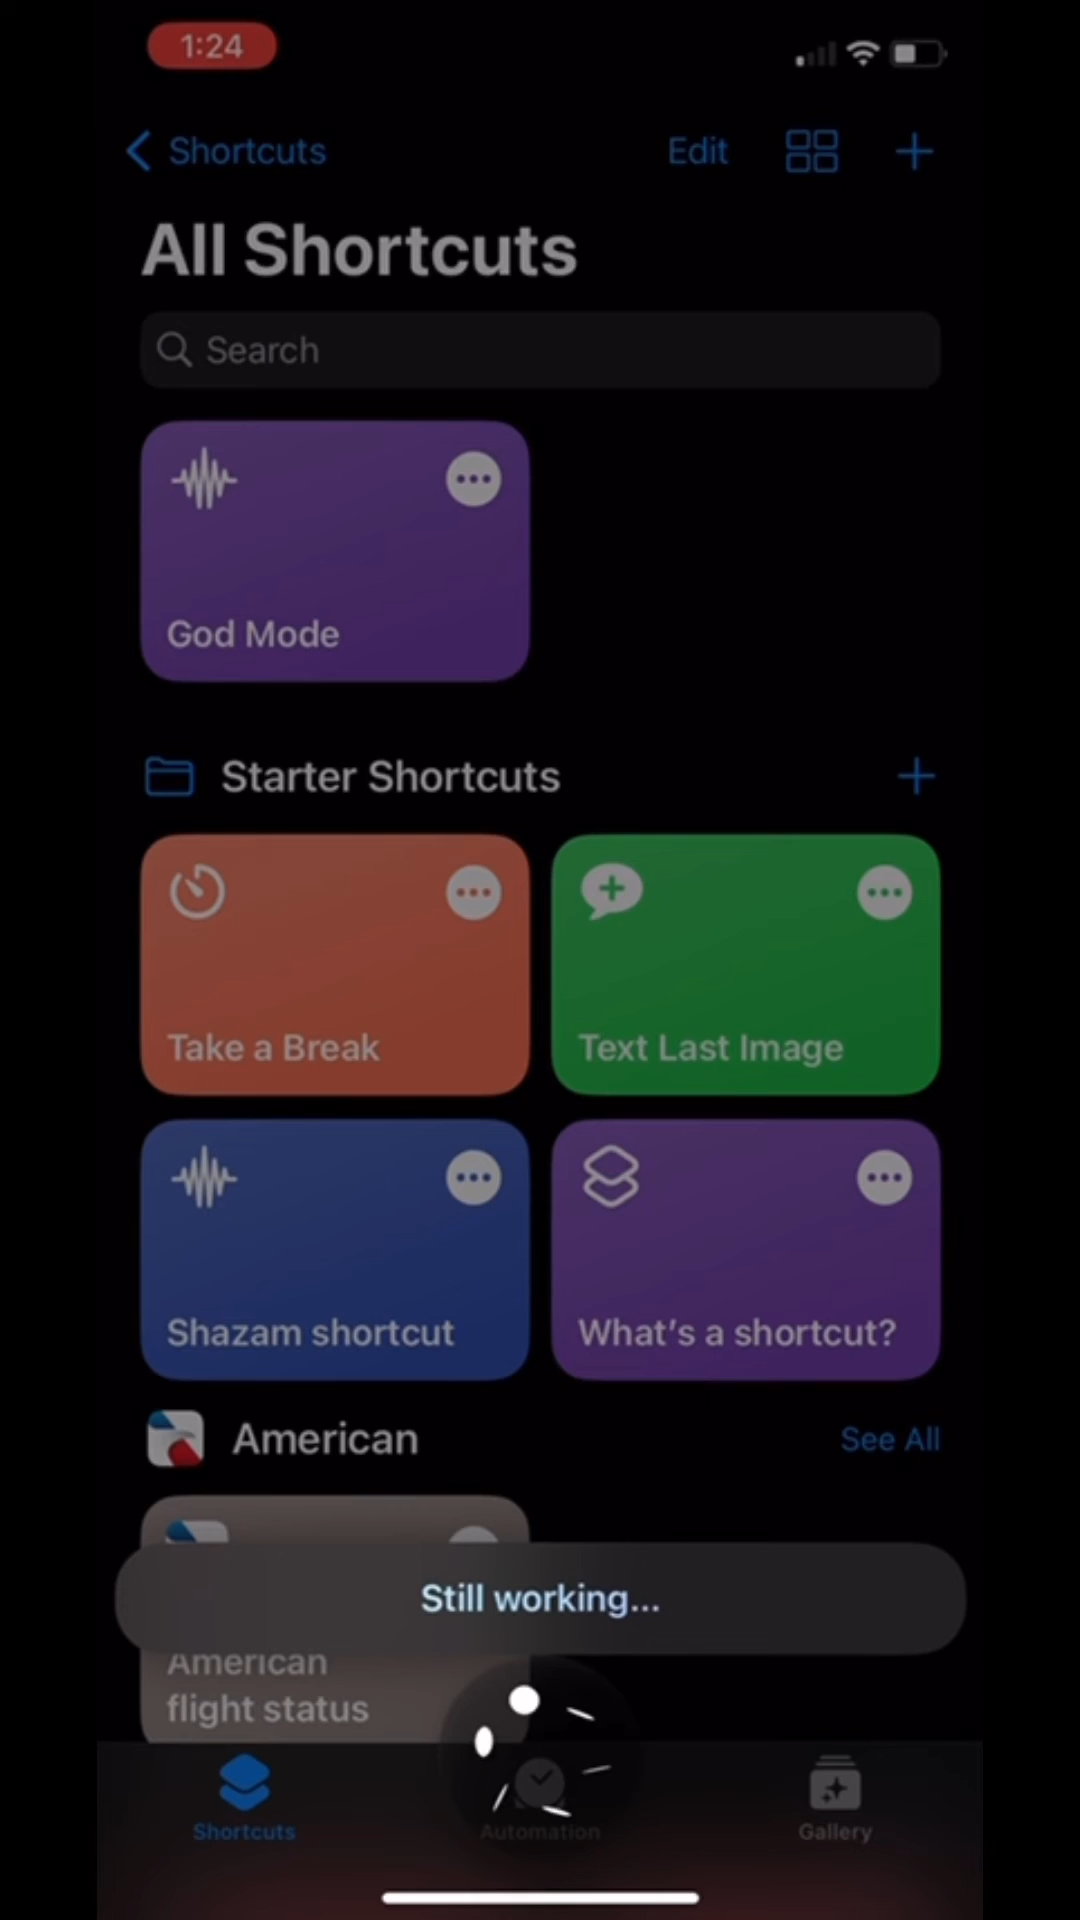 1:24
Shortcuts
Edit
All Shortcuts
Search
God Mode
Starter Shortcuts
Take a Break
Text Last Image
Shazam shortcut
What's a shortcut?
American
See All
Still working...
American
flight status
Shortcuts
Automation
Gallery